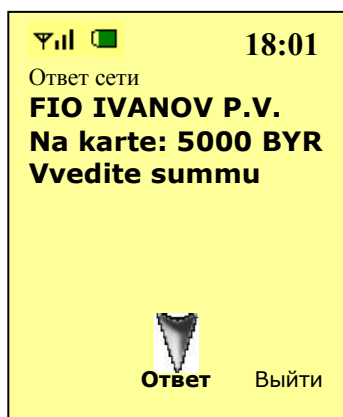 18:01
Ответ сети
FIO IVANOV P.V.
Na karte: 5000 BYR
Vvedite summu
Ответ Выйти